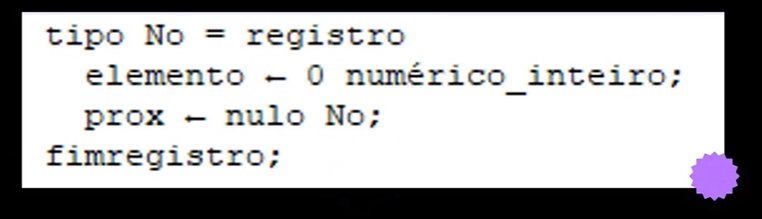 tipo No = registro
elemento ← 0 numérico_inteiro;
prox ← nulo No;
fimregistro;